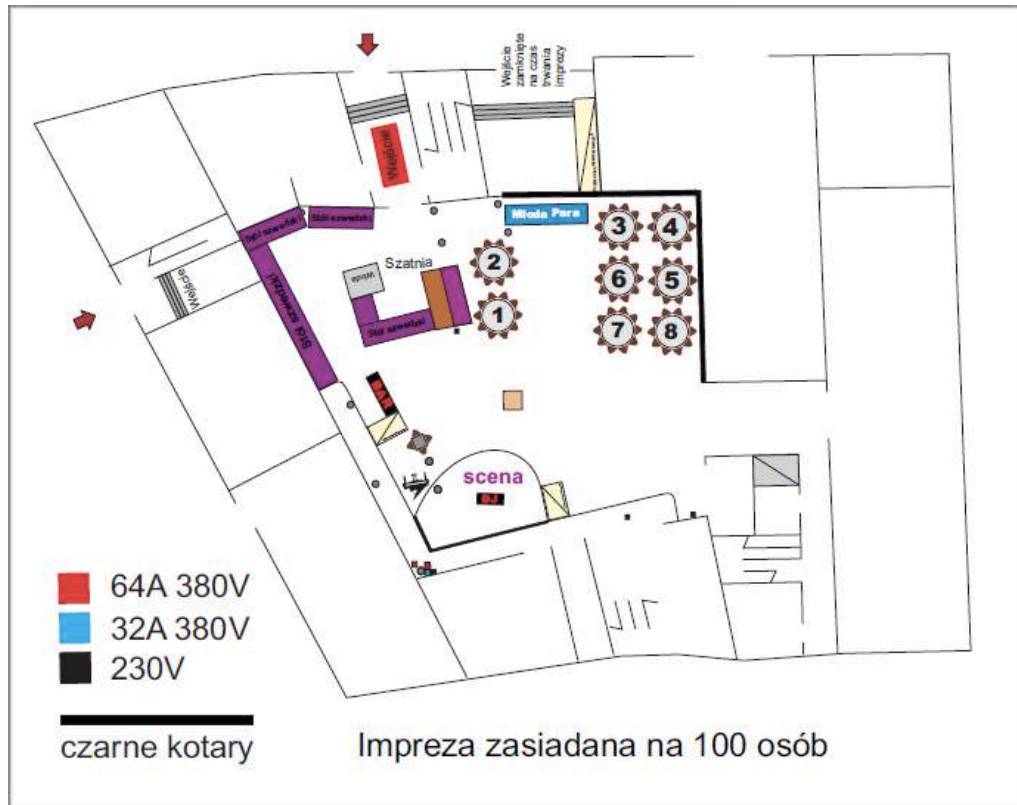 Wejście
zamknięte
na czas
trwania
imprezy
Wejście
Stół szwedzki
Stół szwedzki
Młoda Para
3
4
2
Szatnia
6
5
Wejście
Stół szwedzki
1
Stół szwedzki
7
8
BAR
scena
DJ
64A 380V
32A 380V
230V
czarne kotary
Impreza zasiadana na 100 osób